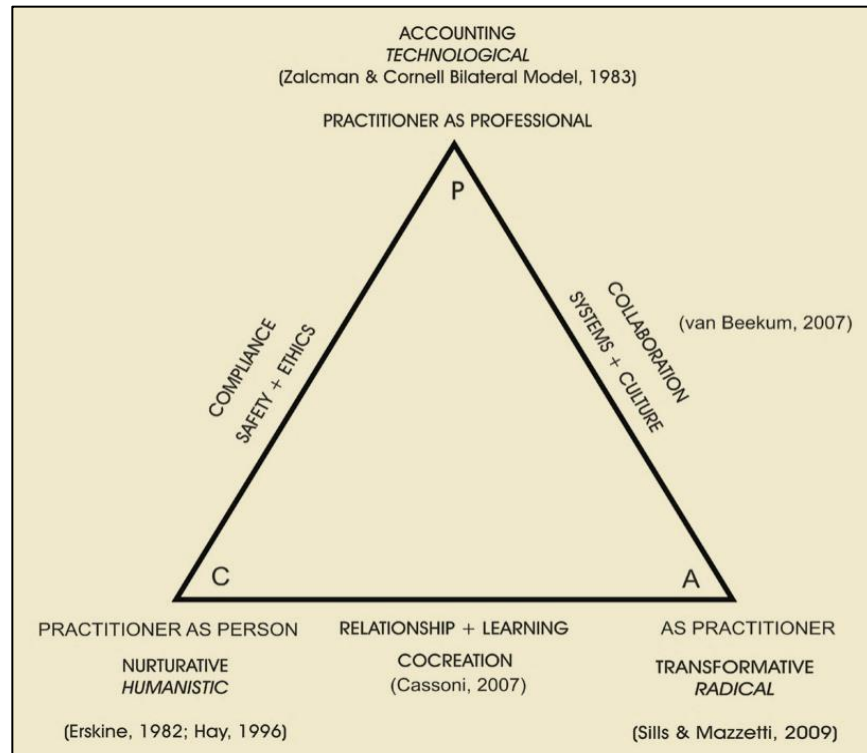 ACCOUNTING
TECHNOLOGICAL
(Zalcman & Cornell Bilateral Model, 1983)
PRACTITIONER AS PROFESSIONAL
P
COMPLIANCE
SAFETY + ETHICS
COLLABORATION
SYSTEMS + CULTURE
(van Beekum, 2007)
C
A
PRACTITIONER AS PERSON
NURTURATIVE
HUMANISTIC
(Erskine, 1982; Hay, 1996)
RELATIONSHIP + LEARNING
COCREATION
(Cassoni, 2007)
AS PRACTITIONER
TRANSFORMATIVE
RADICAL
(Sills & Mazzetti, 2009)